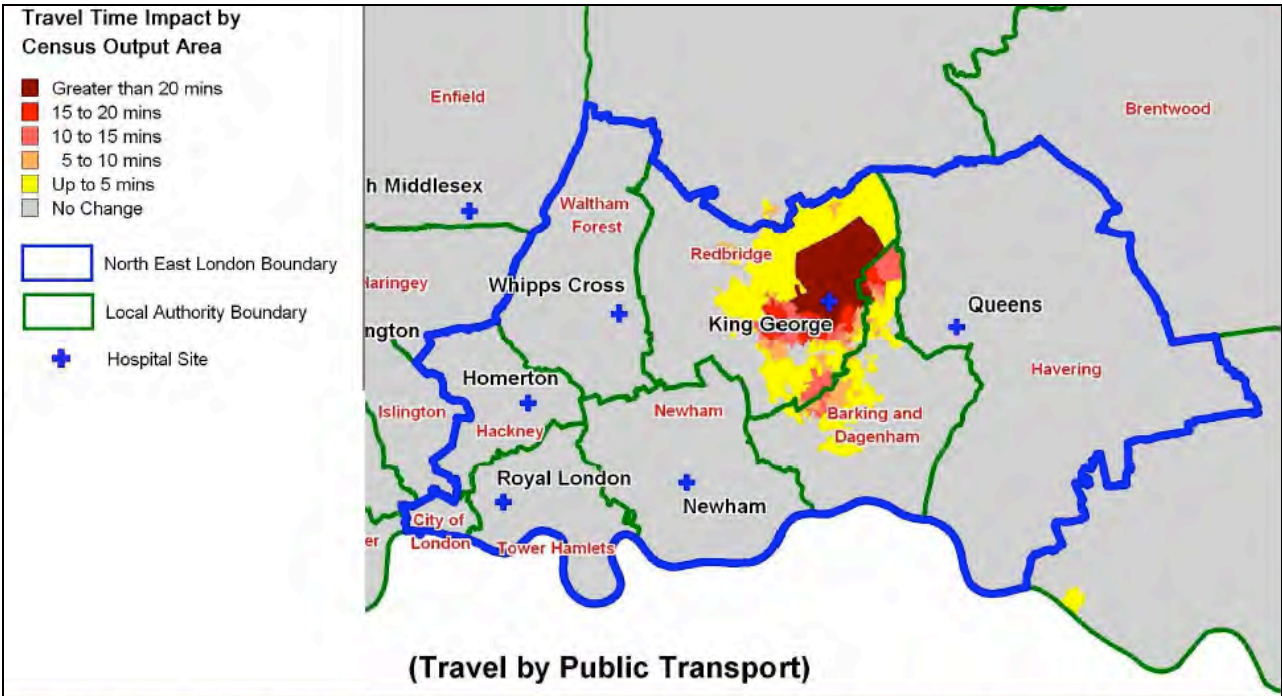 Travel Time Impact by
Census Output Area
Greater than 20 mins
15 to 20 mins
10 to 15 mins
5 to 10 mins
Up to 5 mins
No Change
North East London Boundary
Local Authority Boundary
Hospital Site
Enfield
Brentwood
h Middlesex
Waltham
Forest
Redbridge
Haringey
Whipps Cross
Queens
King George
ngton
Havering
Homerton
Islington
Newham
Hackney
Barking and
Dagenham
Royal London
Newham
City of
London
er
Tower Hamlets
(Travel by Public Transport)